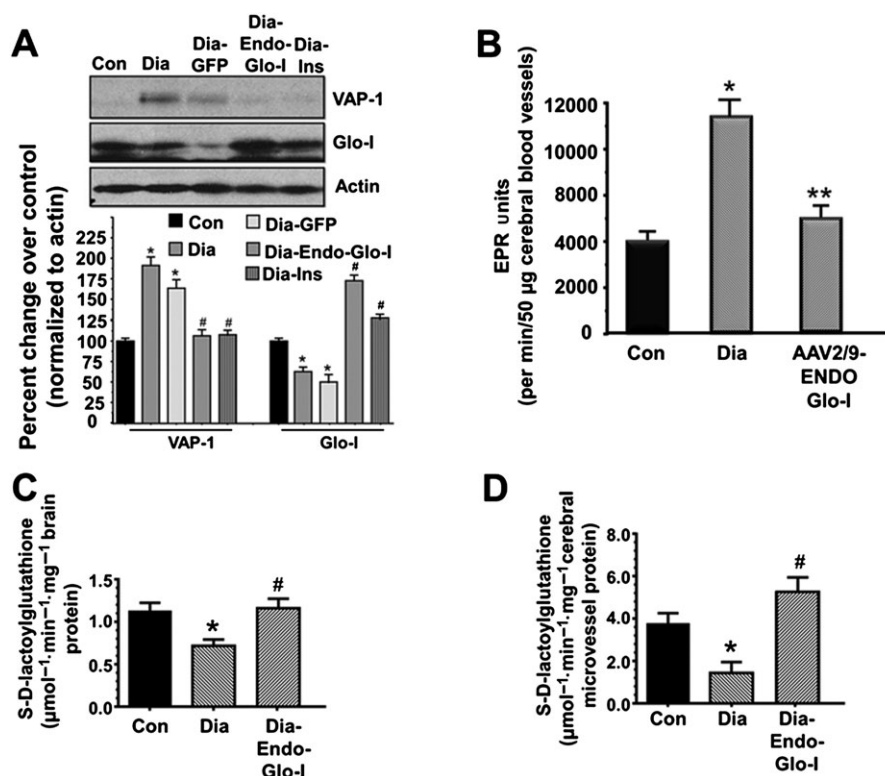 A
Con
Dia
Dia-
GFP
Dia-
Endo-
Glo-I
Dia-
Ins
VAP-1
Glo-I
Actin
Percent change over control
(normalized to actin)
225
200
175
150
125
100
75
50
25
0
Con
Dia
Dia-GFP
Dia-Endo-Glo-I
Dia-Ins
* * # #
* * # #
VAP-1
Glo-I
B
EPR units
(per min/50 µg cerebral blood vessels)
12000
10000
8000
6000
4000
2000
0
*
**
Con
Dia
AAV2/9-
ENDO
Glo-I
C
S-D-lactoylglutathione
(µmol⁻¹·min⁻¹·mg⁻¹ brain
protein)
1.5
1.0
0.5
0.0
*
#
Con
Dia
Dia-
Endo-
Glo-I
D
S-D-lactoylglutathione
(µmol⁻¹·min⁻¹·mg⁻¹cerebral
microvessel protein)
8.0
6.0
4.0
2.0
0.0
*
#
Con
Dia
Dia-
Endo-
Glo-I